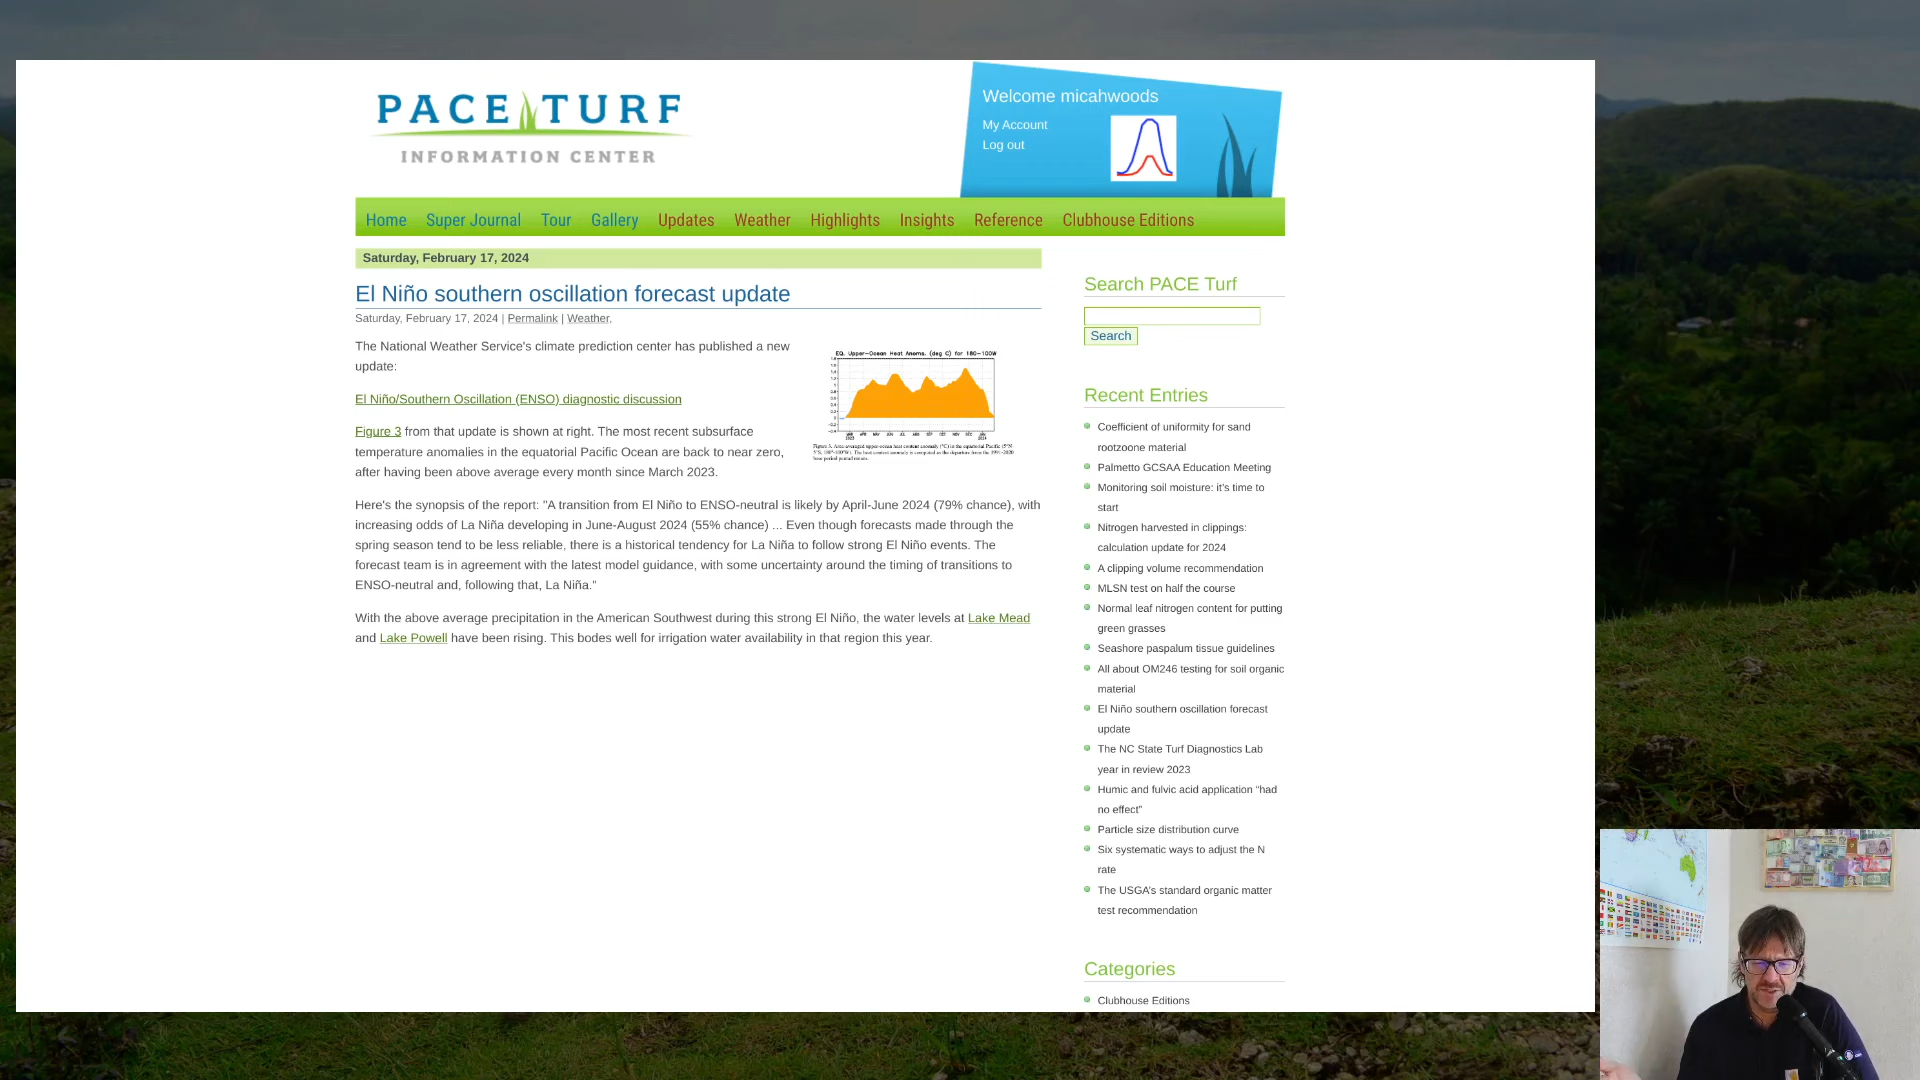 PACE TURF
INFORMATION CENTER
Welcome micahwoods
My Account
Log out
Home Super Journal Tour Gallery Updates Weather Highlights Insights Reference Clubhouse Editions
Saturday, February 17, 2024
El Niño southern oscillation forecast update
Saturday, February 17, 2024 | Permalink | Weather,
The National Weather Service's climate prediction center has published a new
update:
El Niño/Southern Oscillation (ENSO) diagnostic discussion
Figure 3 from that update is shown at right. The most recent subsurface
temperature anomalies in the equatorial Pacific Ocean are back to near zero,
after having been above average every month since March 2023.
EQ. Upper-Ocean Heat Anoms. (deg C) for 180-100W
Here's the synopsis of the report: "A transition from El Niño to ENSO-neutral is likely by April-June 2024 (79% chance), with
increasing odds of La Niña developing in June-August 2024 (55% chance) ... Even though forecasts made through the
spring season tend to be less reliable, there is a historical tendency for La Niña to follow strong El Niño events. The
forecast team is in agreement with the latest model guidance, with some uncertainty around the timing of transitions to
ENSO-neutral and, following that, La Niña."
With the above average precipitation in the American Southwest during this strong El Niño, the water levels at Lake Mead
and Lake Powell have been rising. This bodes well for irrigation water availability in that region this year.
Search PACE Turf
Search
Recent Entries
Coefficient of uniformity for sand
rootzoone material
Palmetto GCSAA Education Meeting
Monitoring soil moisture: it's time to
start
Nitrogen harvested in clippings:
calculation update for 2024
A clipping volume recommendation
MLSN test on half the course
Normal leaf nitrogen content for putting
green grasses
Seashore paspalum tissue guidelines
All about OM246 testing for soil organic
material
El Niño southern oscillation forecast
update
The NC State Turf Diagnostics Lab
year in review 2023
Humic and fulvic acid application "had
no effect"
Particle size distribution curve
Six systematic ways to adjust the N
rate
The USGA's standard organic matter
test recommendation
Categories
Clubhouse Editions